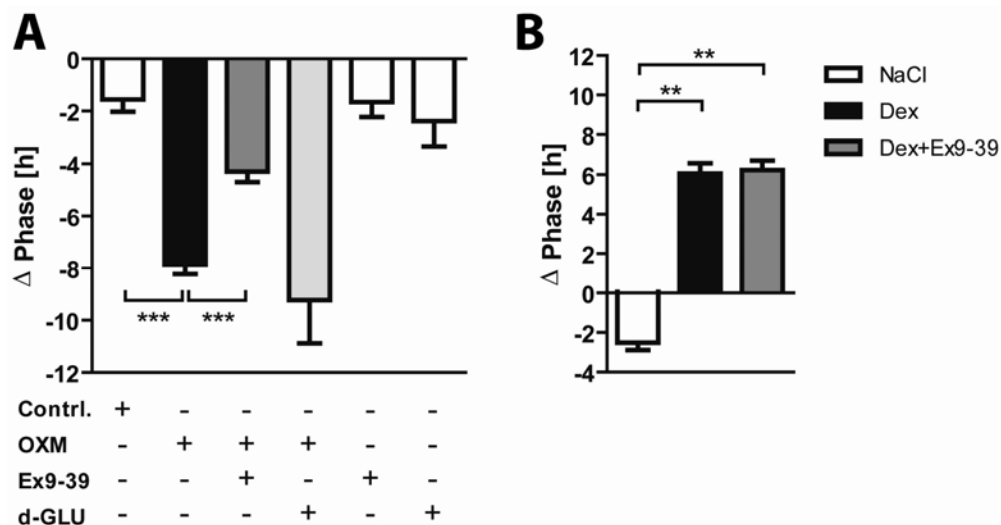 A
Δ Phase [h]
0
-2
-4
-6
-8
-10
-12
*** ***
Contrl. + - - - - -
OXM - + + + - -
Ex9-39 - - + - + -
d-GLU - - - + - +
B
Δ Phase [h]
12
10
8
6
4
2
0
-2
-4
**
**
NaCl
Dex
Dex+Ex9-39